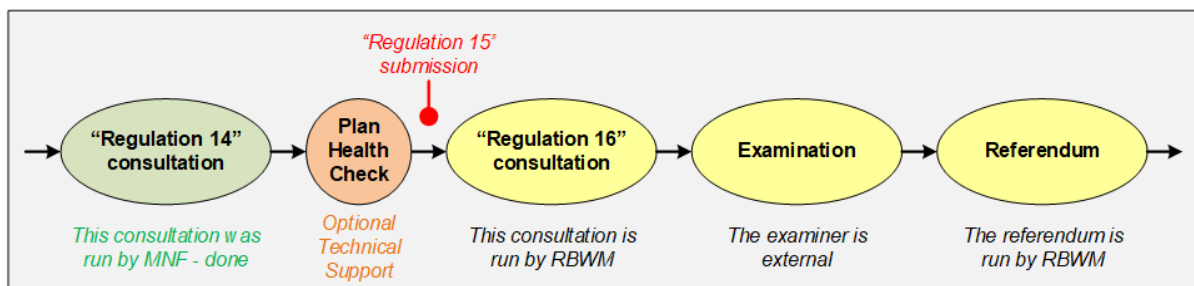 “Regulation 15”
submission
“Regulation 14”
consultation
Plan
Health
Check
“Regulation 16”
consultation
Examination
Referendum
This consultation was
run by MNF - done
Optional
Technical
Support
This consultation is
run by RBWM
The examiner is
external
The referendum is
run by RBWM